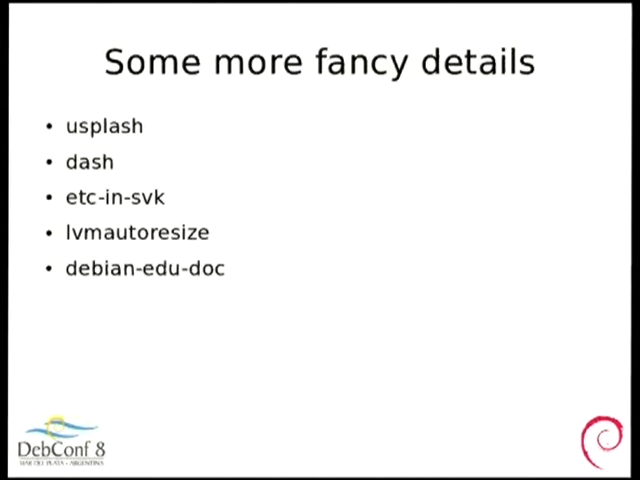 Some more fancy details
• usplash
• dash
• etc-in-svk
• lvmautoresize
• debian-edu-doc
DebConf 8
MAR DEL PLATA - ARGENTINA